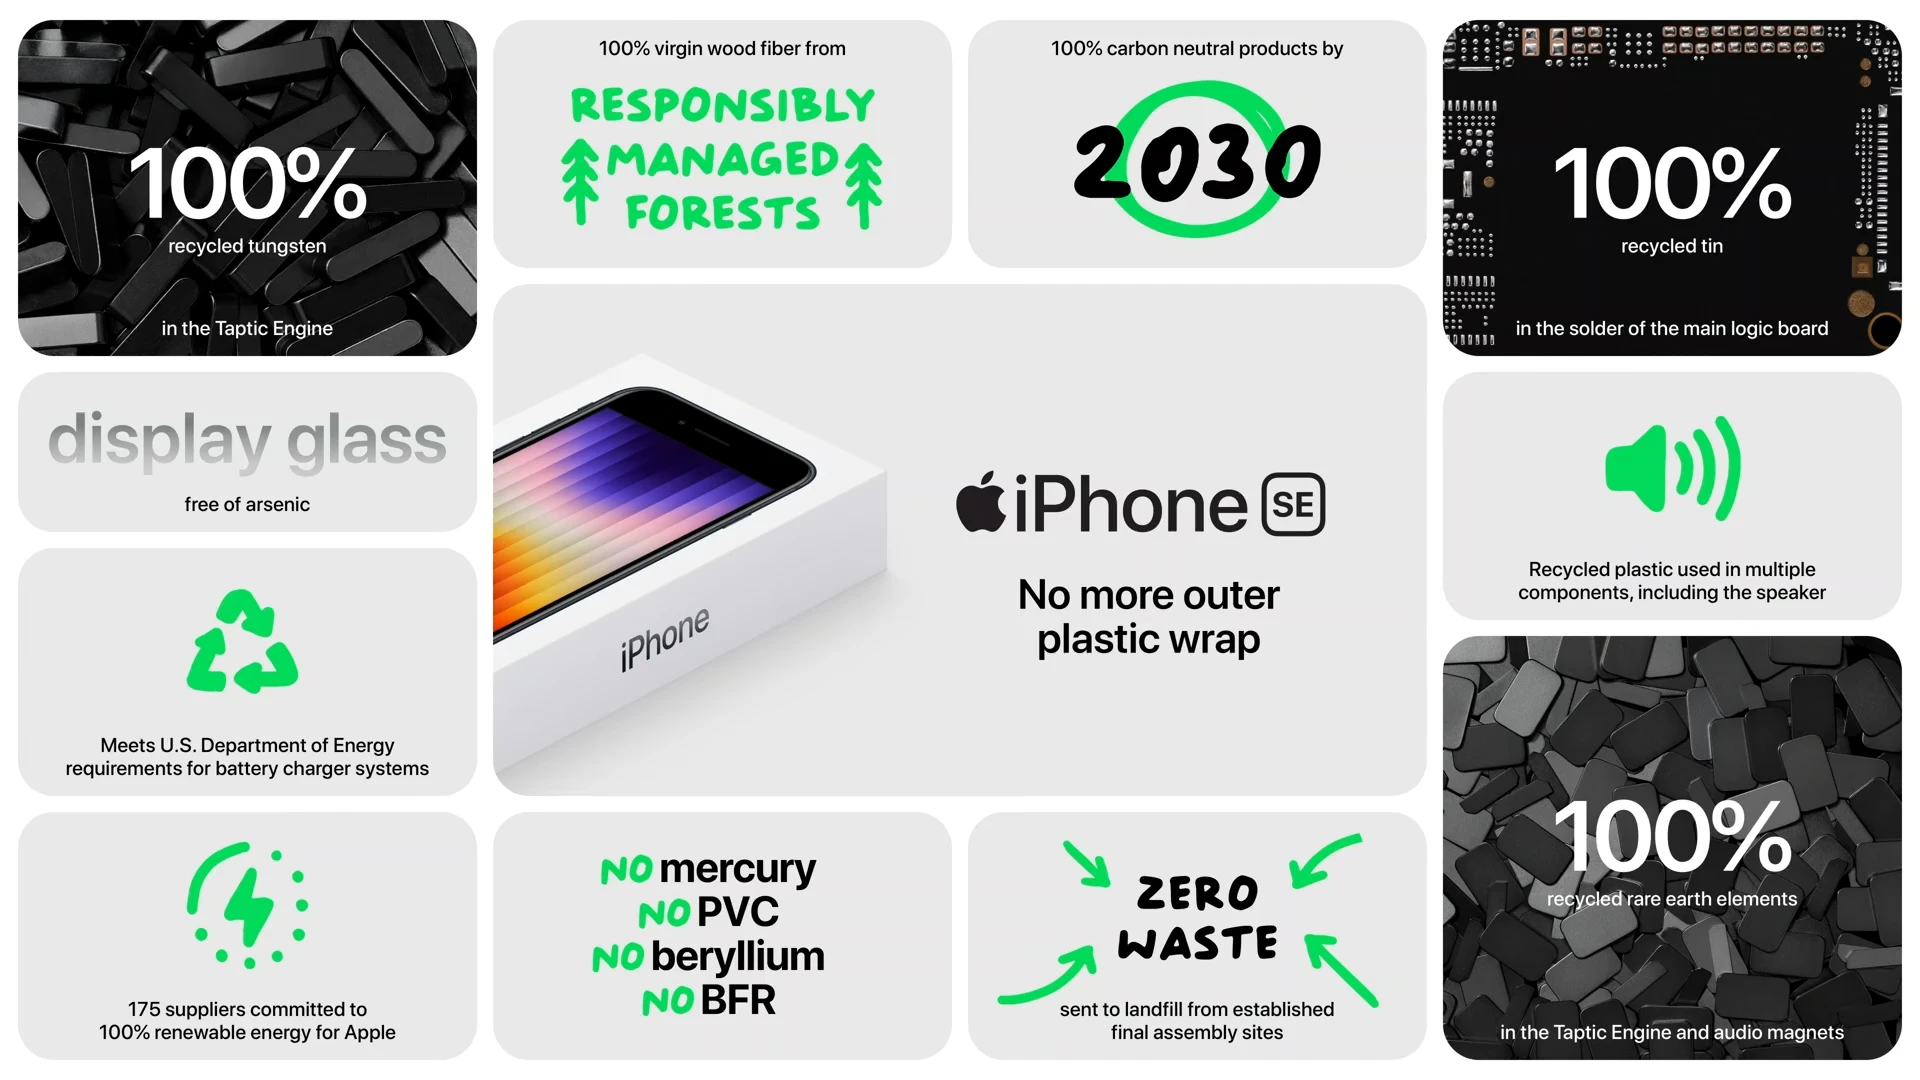 100%
recycled tungsten
in the Taptic Engine
100% virgin wood fiber from
RESPONSIBLY
MANAGED
FORESTS
100% carbon neutral products by
2030
100%
recycled tin
in the solder of the main logic board
display glass
free of arsenic
iPhone
iPhone SE
No more outer
plastic wrap
Recycled plastic used in multiple
components, including the speaker
Meets U.S. Department of Energy
requirements for battery charger systems
175 suppliers committed to
100% renewable energy for Apple
NO mercury
NO PVC
NO beryllium
NO BFR
ZERO
WASTE
sent to landfill from established
final assembly sites
100%
recycled rare earth elements
in the Taptic Engine and audio magnets